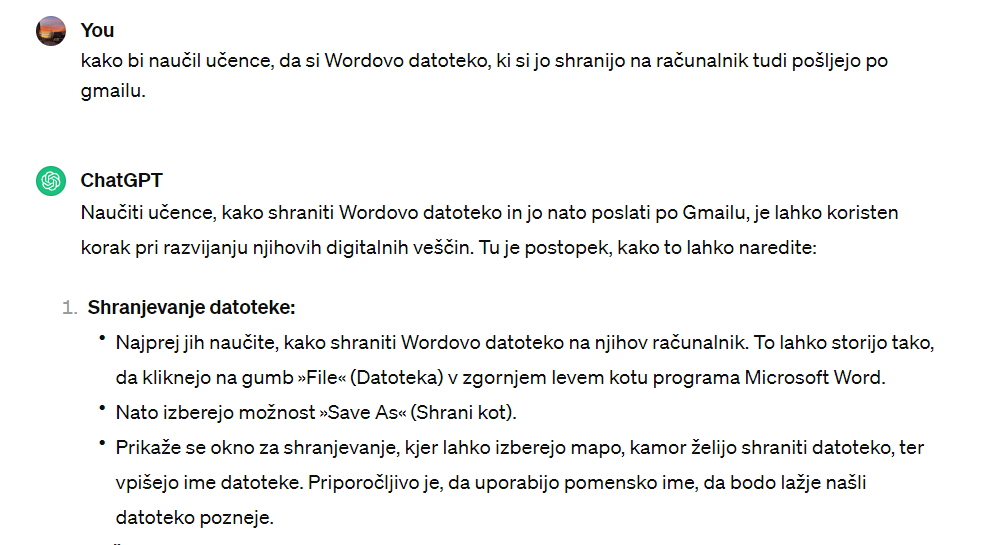 You
kako bi naučil učence, da si Wordovo datoteko, ki si jo shranijo na računalnik tudi pošljejo po
gmailu.
ChatGPT
Naučiti učence, kako shraniti Wordovo datoteko in jo nato poslati po Gmailu, je lahko koristen
korak pri razvijanju njihovih digitalnih veščin. Tu je postopek, kako to lahko naredite:
1. Shranjevanje datoteke:
• Najprej jih naučite, kako shraniti Wordovo datoteko na njihov računalnik. To lahko storijo tako,
da kliknejo na gumb »File« (Datoteka) v zgornjem levem kotu programa Microsoft Word.
• Nato izberejo možnost »Save As« (Shrani kot).
• Prikaže se okno za shranjevanje, kjer lahko izberejo mapo, kamor želijo shraniti datoteko, ter
vpišejo ime datoteke. Priporočljivo je, da uporabijo pomensko ime, da bodo lažje našli
datoteko pozneje.